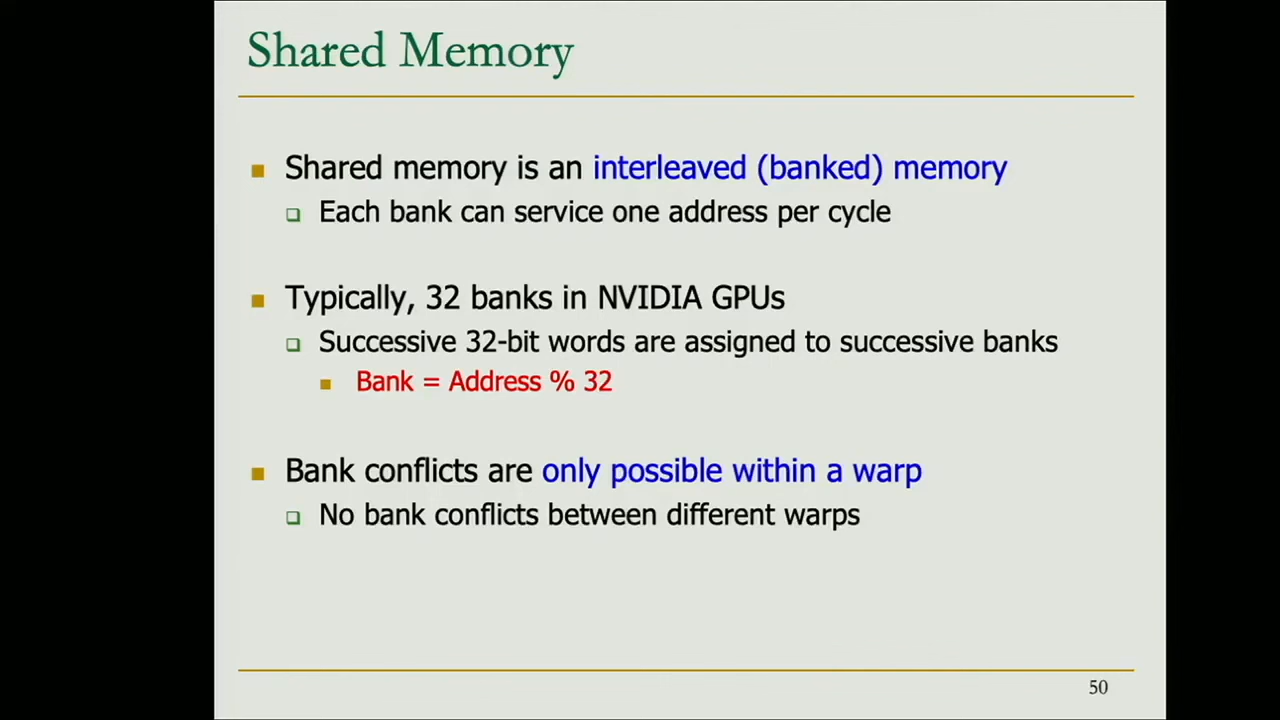 Shared Memory
Shared memory is an interleaved (banked) memory
Each bank can service one address per cycle
Typically, 32 banks in NVIDIA GPUs
Successive 32-bit words are assigned to successive banks
Bank = Address % 32
Bank conflicts are only possible within a warp
No bank conflicts between different warps
50